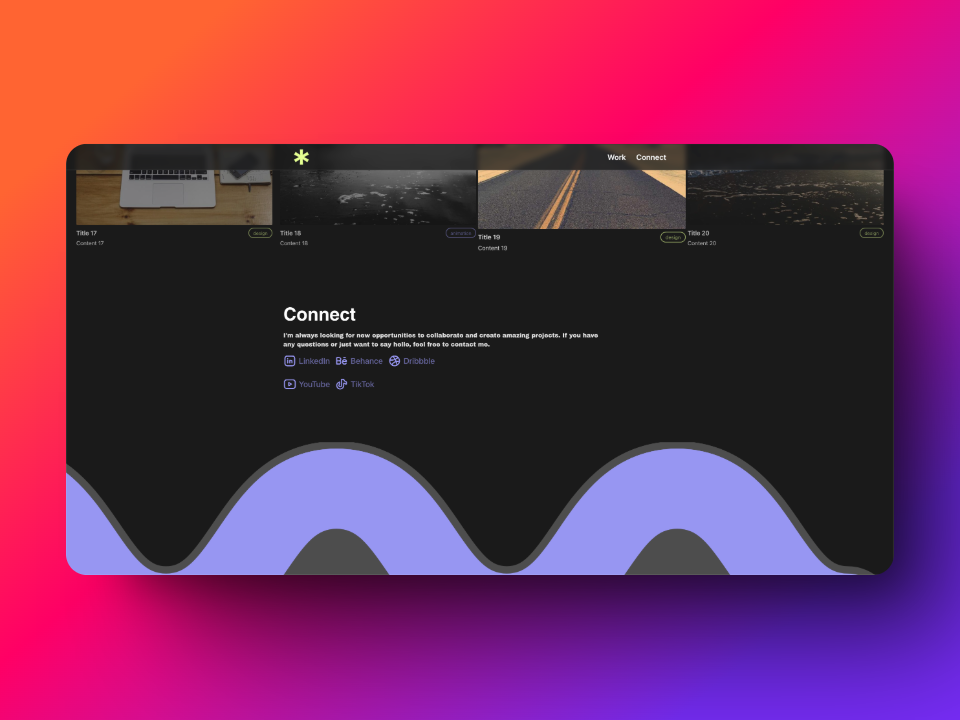 Work Connect
Title 17
design
Title 18
Title 19
design
Title 20
design
Content 17
Content 18
Content 19
Content 20
Connect
I'm always looking for new opportunities to collaborate and create amazing projects. If you have
any questions or just want to say hello, feel free to contact me.
LinkedIn Behance Dribbble
YouTube TikTok